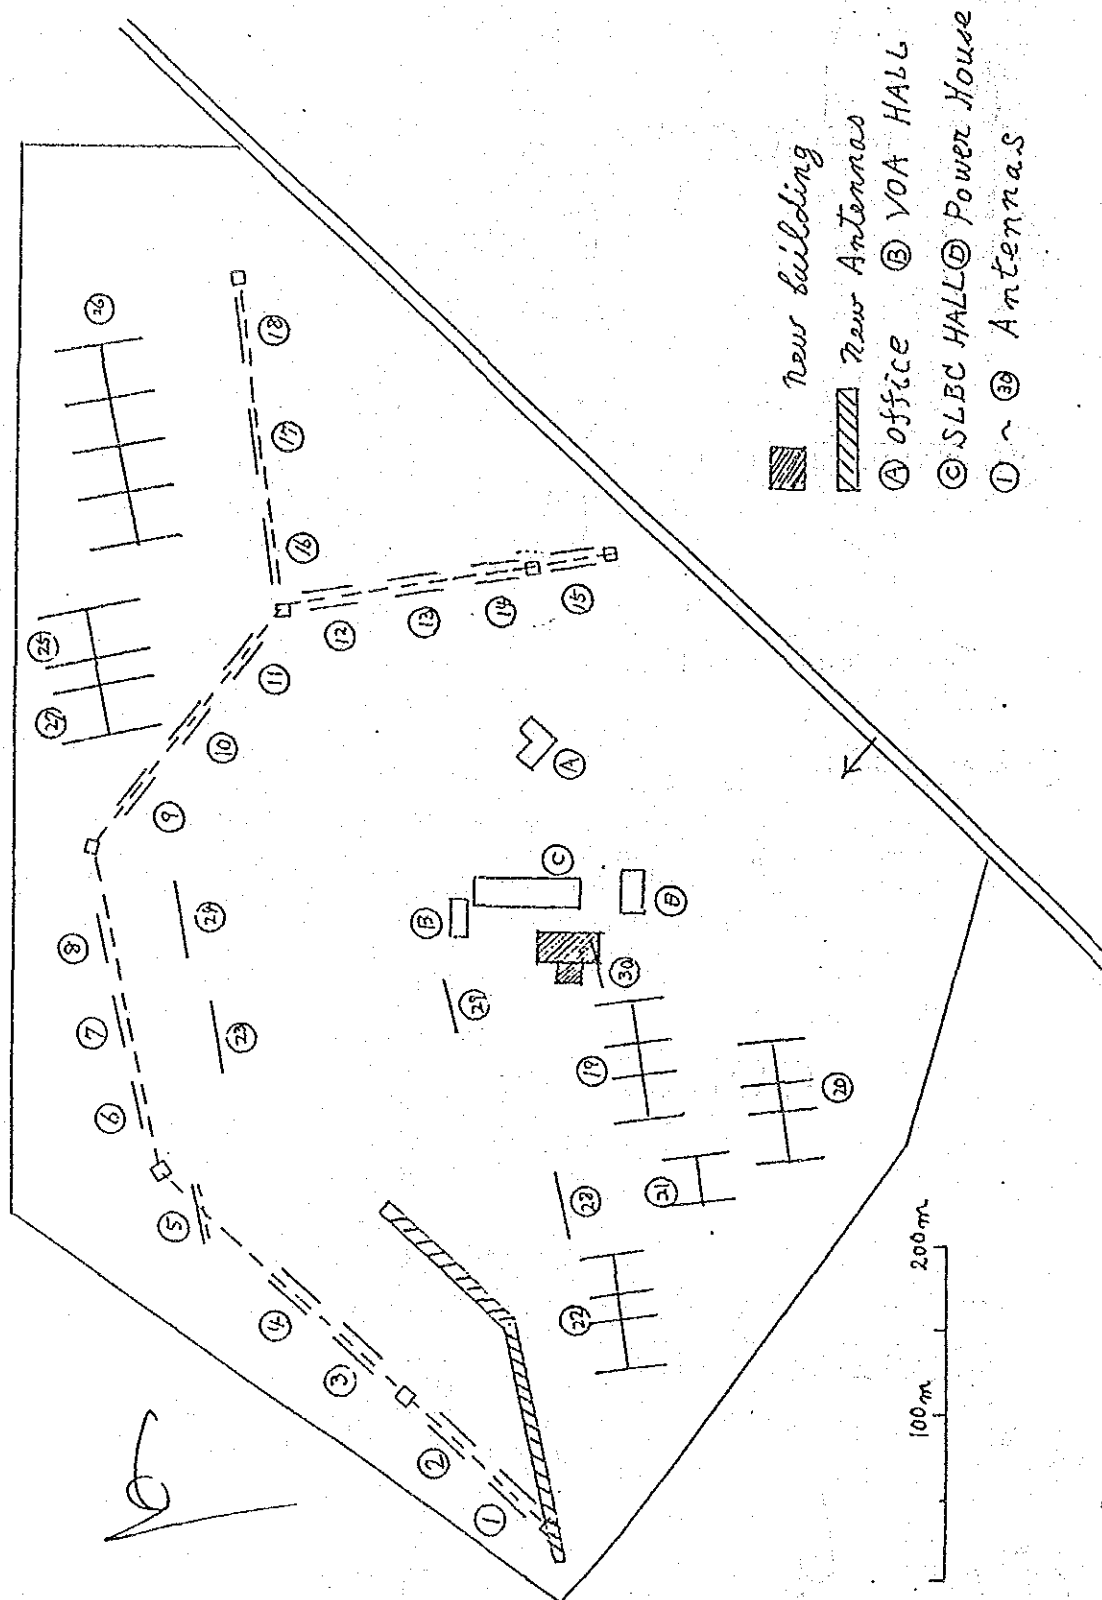 ㉗ ㉕ ㉖
⑥ ⑦ ⑧
⑤ ⑨
㉔
⑩
㉓
④ ⑪ ⑱
⑰
⑯
③ ⑫
② ⑬
①
Ⓑ
㉙ ⑭
Ⓒ
Ⓐ
㉒ ㉘ ⑲ ⑮
㉚
㉑ Ⓑ
⑳
new building
New Antennas
Ⓐ Office Ⓑ VOA HALL
Ⓒ SLBC HALL Ⓓ Power House
① ~ ㉚ Antennas
100m 200m